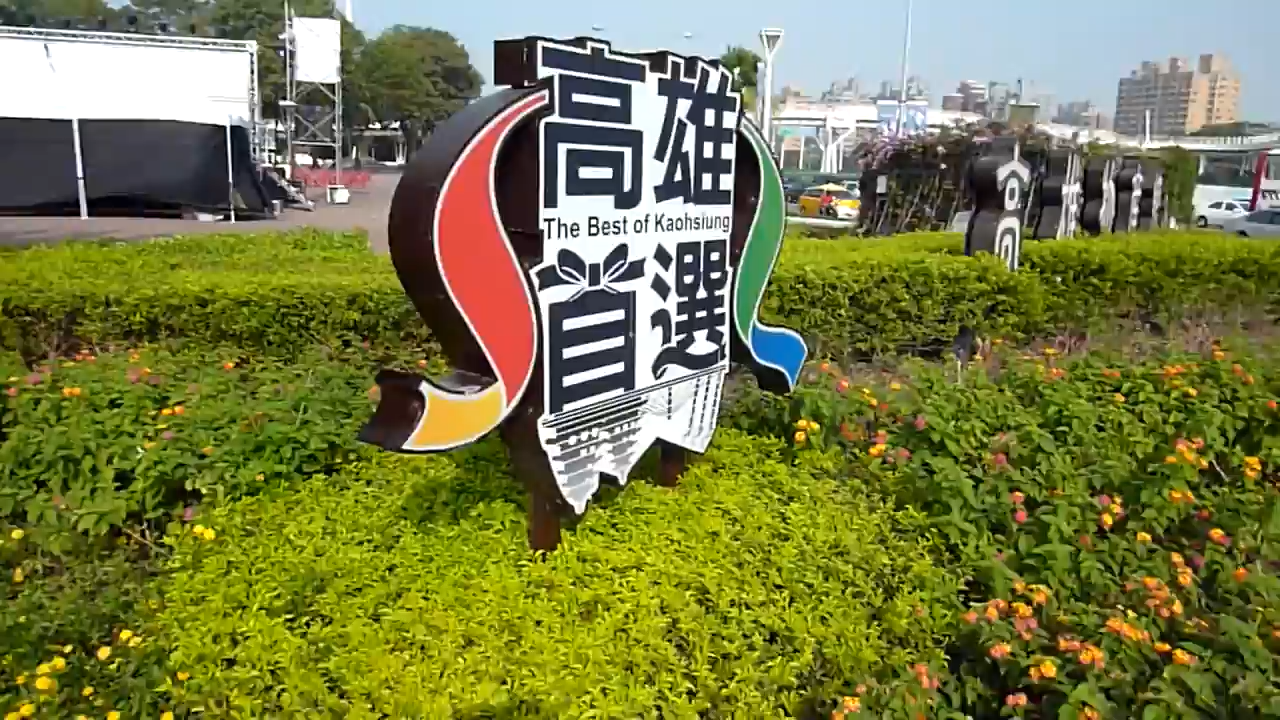 高雄
The Best of Kaohsiung
首選